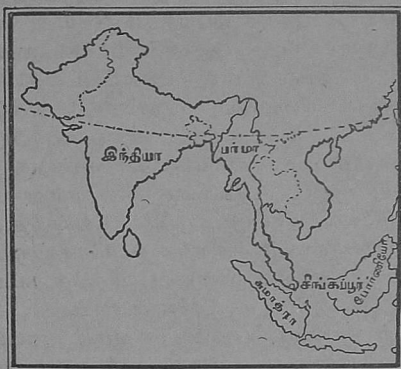 இந்தியா
பர்மா
சிங்கப்பூர்
போர்னியோ
சுமாத்ரா